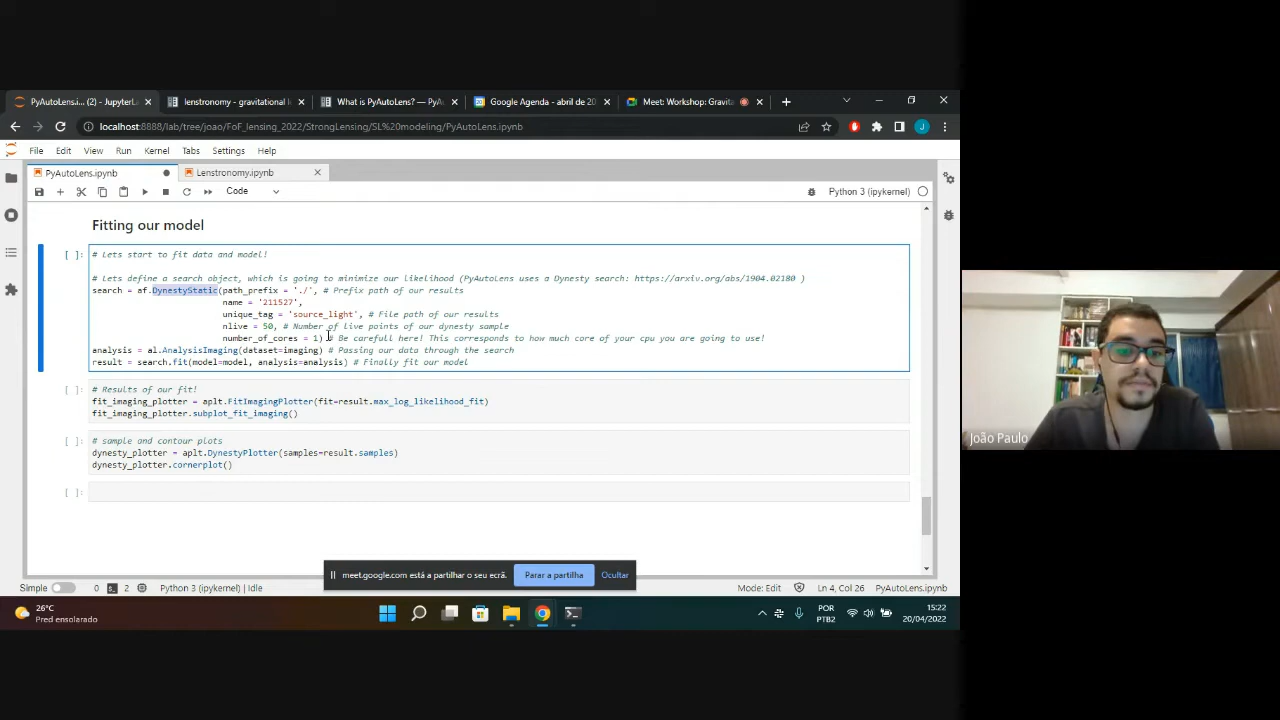 PyAutoLens.i... (2) - JupyterL
lenstronomy - gravitational l
What is PyAutoLens? — PyA
Google Agenda - abril de 20
Meet: Workshop: Gravita
localhost:8888/lab/tree/joao/FoF_lensing_2022/StrongLensing/SL%20modeling/PyAutoLens.ipynb
J
File Edit View Run Kernel Tabs Settings Help
PyAutoLens.ipynb
Lenstronomy.ipynb
Code
Python 3 (ipykernel)
Fitting our model
[ ]:
# Lets start to fit data and model!
# Lets define a search object, which is going to minimize our likelihood (PyAutoLens uses a Dynesty search: https://arxiv.org/abs/1904.02180 )
search = af.DynestyStatic(path_prefix = './', # Prefix path of our results
name = '211527',
unique_tag = 'source_light', # File path of our results
nlive = 50, # Number of live points of our dynesty sample
number_of_cores = 1) # Be carefull here! This corresponds to how much core of your cpu you are going to use!
analysis = al.AnalysisImaging(dataset=imaging) # Passing our data through the search
result = search.fit(model=model, analysis=analysis) # Finally fit our model
[ ]:
# Results of our fit!
fit_imaging_plotter = aplt.FitImagingPlotter(fit=result.max_log_likelihood_fit)
fit_imaging_plotter.subplot_fit_imaging()
[ ]:
# sample and contour plots
dynesty_plotter = aplt.DynestyPlotter(samples=result.samples)
dynesty_plotter.cornerplot()
[ ]:
João Paulo
meet.google.com está a partilhar o seu ecrã.
Parar a partilha
Ocultar
Simple
0
2
Python 3 (ipykernel) | Idle
Mode: Edit
Ln 4, Col 26
PyAutoLens.ipynb
26°C
Pred ensolarado
POR
PTB2
15:22
20/04/2022